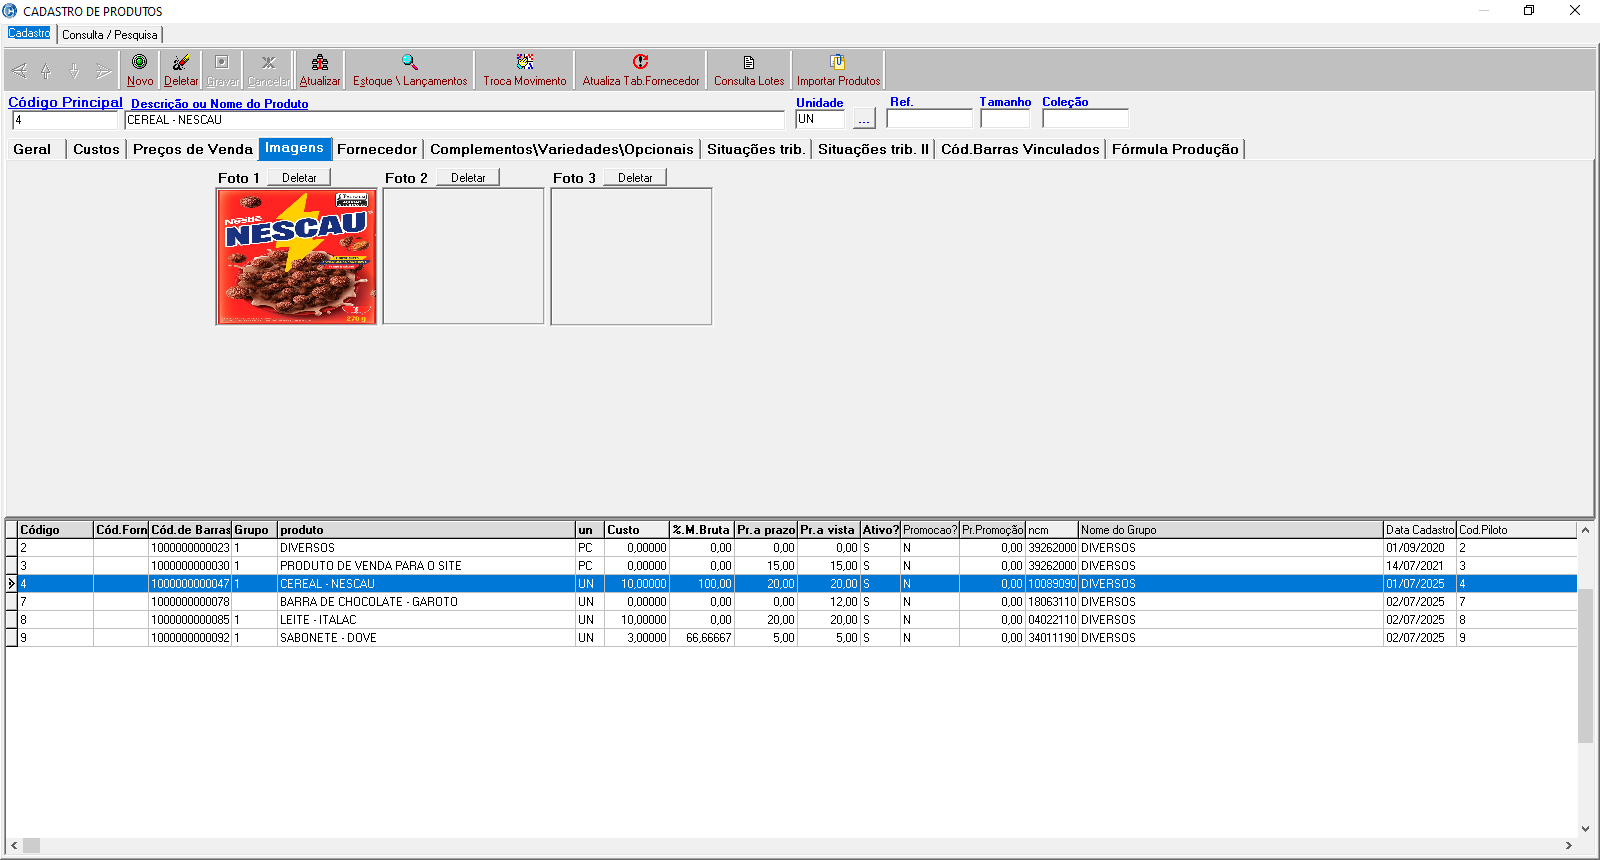 CADASTRO DE PRODUTOS
Cadastro Consulta / Pesquisa
Novo Deletar Gravar Cancelar Atualizar Estoque \ Lançamentos Troca Movimento Atualiza Tab.Fornecedor Consulta Lotes Importar Produtos
Código Principal Descrição ou Nome do Produto Unidade Ref. Tamanho Coleção
4 CEREAL - NESCAU UN ...
Geral Custos Preços de Venda Imagens Fornecedor Complementos\Variedades\Opcionais Situações trib. Situações trib. II Cód.Barras Vinculados Fórmula Produção
Foto 1 Deletar Foto 2 Deletar Foto 3 Deletar
Nestlé
NESCAU
270 g
Código Cód.Forn Cód.de Barras Grupo produto un Custo %.M.Bruta Pr.a prazo Pr.a vista Ativo? Promocao? Pr.Promoção ncm Nome do Grupo Data Cadastro Cod.Piloto
2 1000000000023 1 DIVERSOS PC 0,00000 0,00 0,00 0,00 S N 0,00 39262000 DIVERSOS 01/09/2020 2
3 1000000000030 1 PRODUTO DE VENDA PARA O SITE PC 0,00000 0,00 15,00 15,00 S N 0,00 39262000 DIVERSOS 14/07/2021 3
4 1000000000047 1 CEREAL - NESCAU UN 10,00000 100,00 20,00 20,00 S N 0,00 10089090 DIVERSOS 01/07/2025 4
7 1000000000078 1 BARRA DE CHOCOLATE - GAROTO UN 0,00000 0,00 0,00 12,00 S N 0,00 18063110 DIVERSOS 02/07/2025 7
8 1000000000085 1 LEITE - ITALAC UN 10,00000 0,00 20,00 20,00 S N 0,00 04022110 DIVERSOS 02/07/2025 8
9 1000000000092 1 SABONETE - DOVE UN 3,00000 66,66667 5,00 5,00 S N 0,00 34011190 DIVERSOS 02/07/2025 9